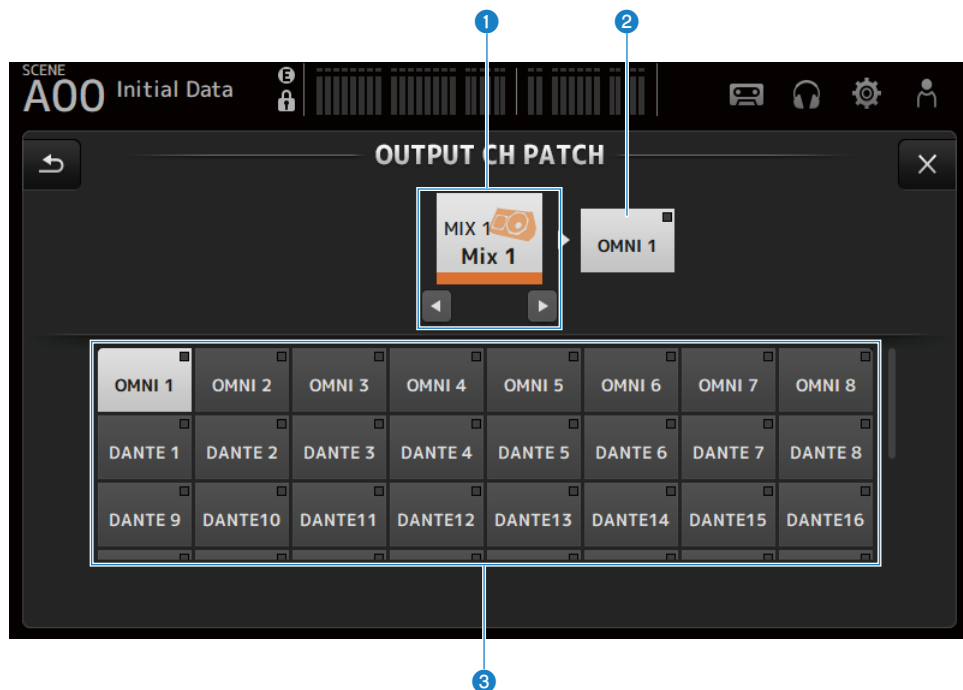 1 2
SCENE
A00 Initial Data E
OUTPUT CH PATCH
MIX 1
Mix 1
OMNI 1
OMNI 1 OMNI 2 OMNI 3 OMNI 4 OMNI 5 OMNI 6 OMNI 7 OMNI 8
DANTE 1 DANTE 2 DANTE 3 DANTE 4 DANTE 5 DANTE 6 DANTE 7 DANTE 8
DANTE 9 DANTE10 DANTE11 DANTE12 DANTE13 DANTE14 DANTE15 DANTE16
3